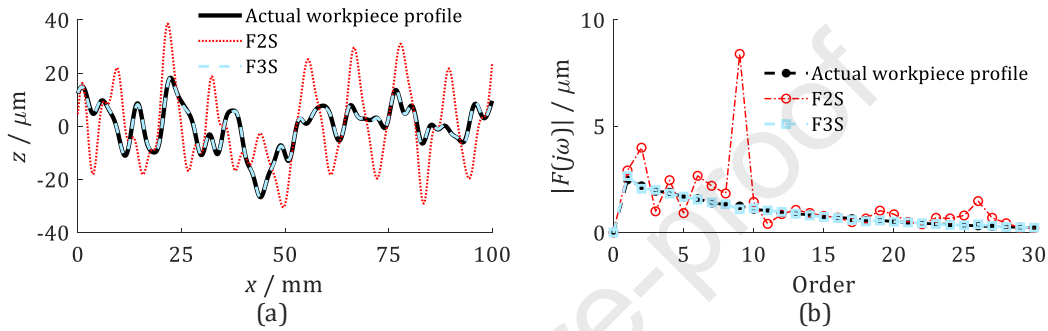 40
20
0
-20
-40
z / μm
0
25
50
75
100
x / mm
(a)
Actual workpiece profile
F2S
F3S
10
5
0
|F(jω)| / μm
0
5
10
15
20
25
30
Order
(b)
Actual workpiece profile
F2S
F3S
e-proof